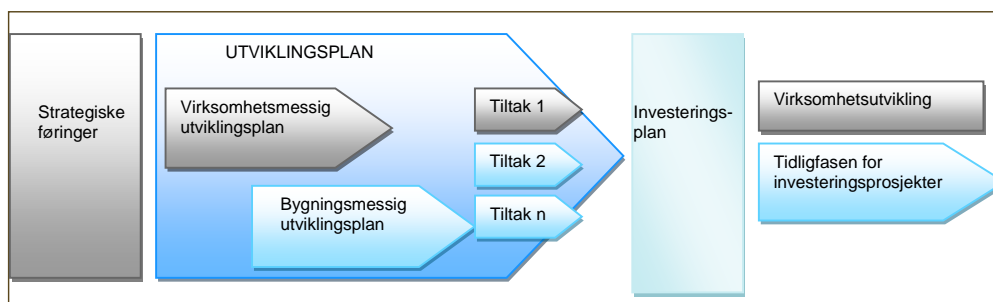 Strategiske
føringer
UTVIKLINGSPLAN
Virksomhetsmessig
utviklingsplan
Bygningsmessig
utviklingsplan
Tiltak 1
Tiltak 2
Tiltak n
Investerings-
plan
Virksomhetsutvikling
Tidligfasen for
investeringsprosjekter